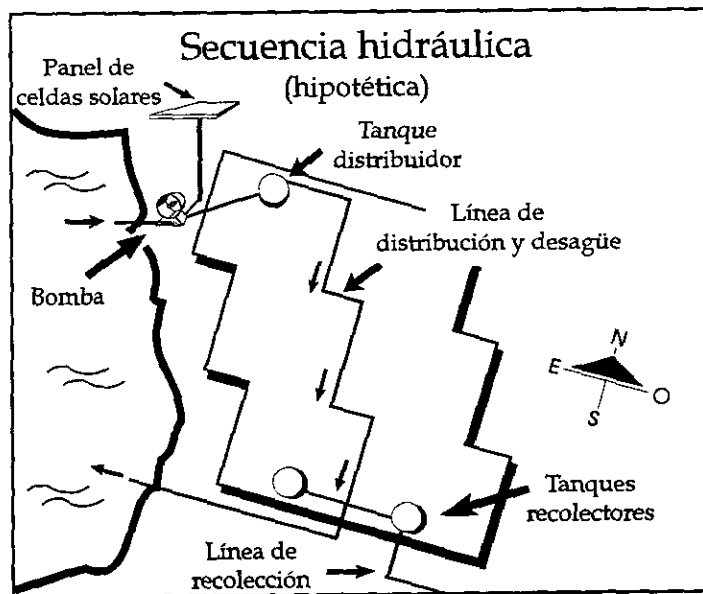 Secuencia hidráulica
(hipotética)
Panel de
celdas solares
Tanque
distribuidor
Línea de
distribución y desagüe
Bomba
N
E
O
S
Tanques
recolectores
Línea de
recolección